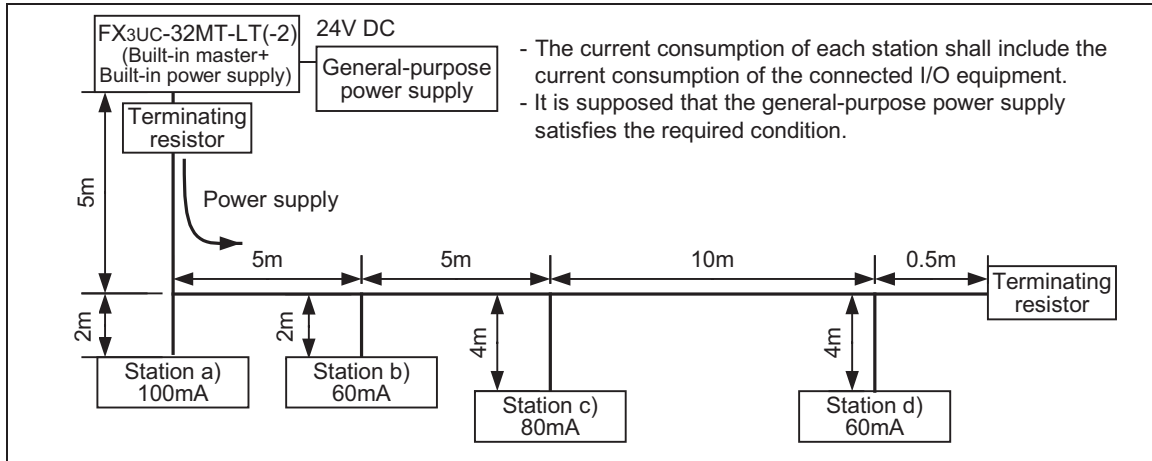 FX3UC-32MT-LT(-2)
(Built-in master+
Built-in power supply)
24V DC
General-purpose
power supply
- The current consumption of each station shall include the
current consumption of the connected I/O equipment.
- It is supposed that the general-purpose power supply
satisfies the required condition.
Terminating
resistor
5m
Power supply
5m
5m
10m
0.5m
Terminating
resistor
2m
2m
4m
4m
Station a)
100mA
Station b)
60mA
Station c)
80mA
Station d)
60mA